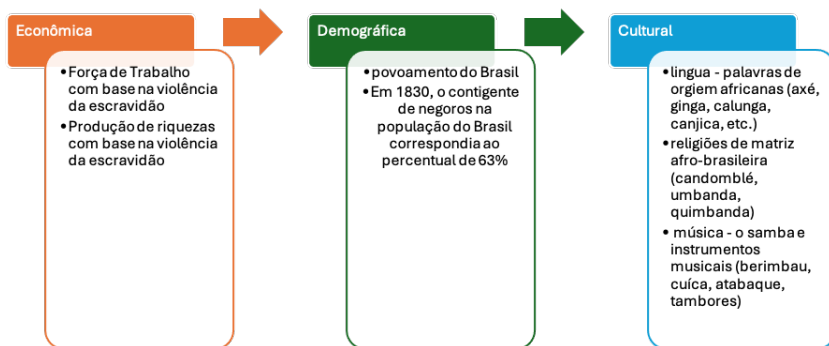 Econômica
•Força de Trabalho
com base na violência
da escravidão
•Produção de riquezas
com base na violência
da escravidão
Demográfica
•povoamento do Brasil
•Em 1830, o contigente
de negoros na
população do Brasil
correspondia ao
percentual de 63%
Cultural
•lingua - palavras de
orgiem africanas (axé,
ginga, calunga,
canjica, etc.)
•religiões de matriz
afro-brasileira
(candomblé,
umbanda,
quimbanda)
• música - o samba e
instrumentos
musicais (berimbau,
cuíca, atabaque,
tambores)